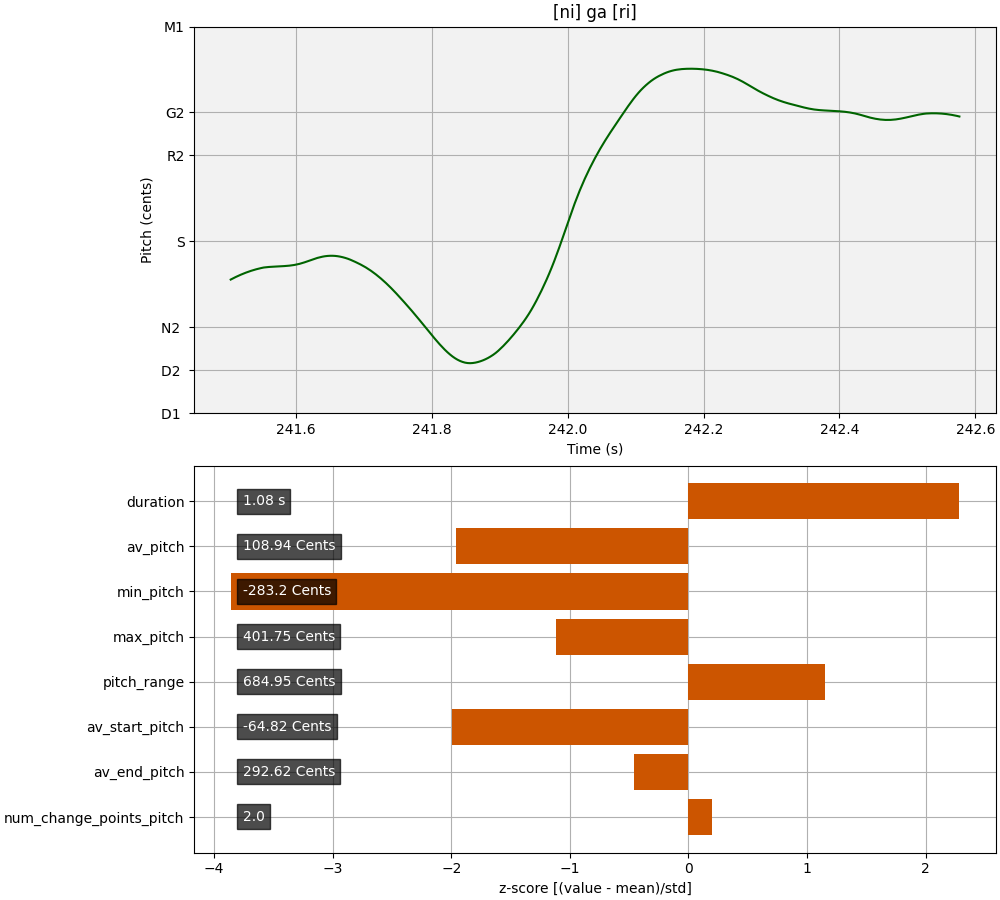 [ni] ga [ri]
M1
G2
R2
S
N2
D2
D1
Pitch (cents)
241.6 241.8 242.0 242.2 242.4 242.6
Time (s)
duration 1.08 s
av_pitch 108.94 Cents
min_pitch -283.2 Cents
max_pitch 401.75 Cents
pitch_range 684.95 Cents
av_start_pitch -64.82 Cents
av_end_pitch 292.62 Cents
num_change_points_pitch 2.0
−4 −3 −2 −1 0 1 2
z-score [(value - mean)/std]